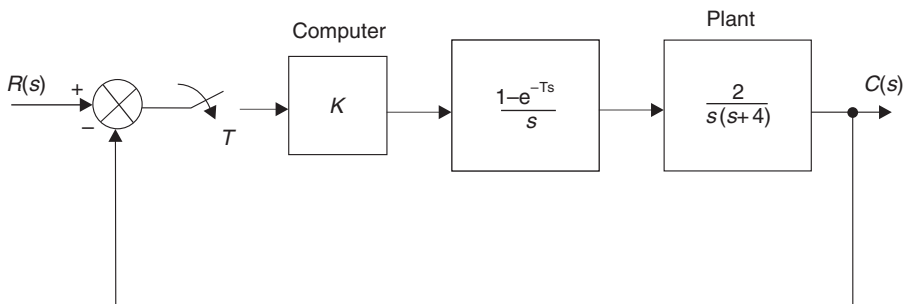 Computer
Plant
R(s)
+
−
T
K
1–e^–Ts
s
2
s(s+4)
C(s)